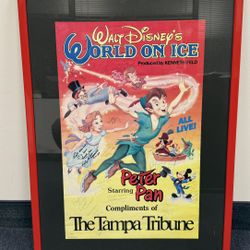 WALT DISNEY'S
WORLD ON ICE
Produced by KENNETH FELD
ALL
LIVE!
Starring
Peter
Pan
Compliments of
The Tampa Tribune